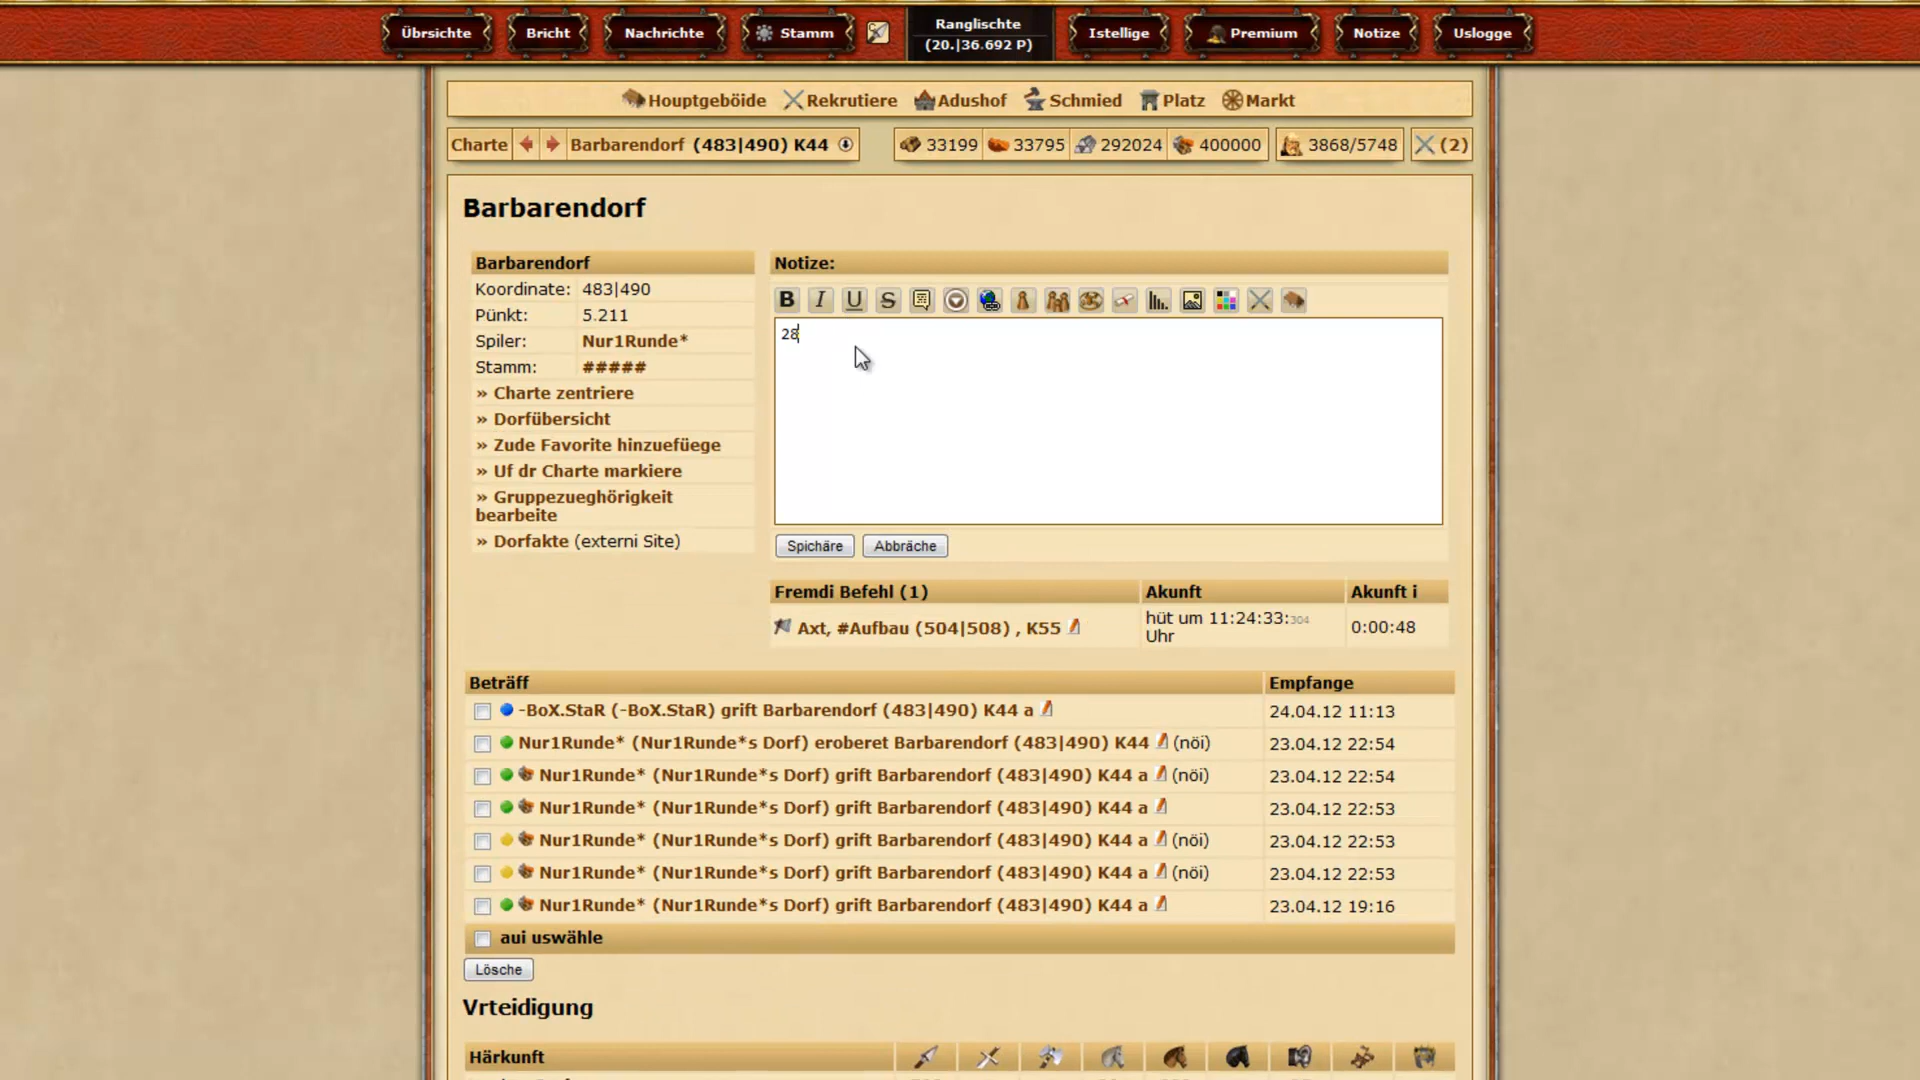 Übrsichte Bricht Nachrichte Stamm Ranglischte Istellige Premium Notize Uslogge
(20.|36.692 P)
Houptgeböide Rekrutiere Adushof Schmied Platz Markt
Charte Barbarendorf (483|490) K44 33199 33795 292024 400000 3868/5748 (2)
Barbarendorf
Barbarendorf
Koordinate: 483|490
Pünkt: 5.211
Spiler: Nur1Runde*
Stamm: #####
» Charte zentriere
» Dorfübersicht
» Zude Favorite hinzuefüege
» Uf dr Charte markiere
» Gruppezueghörigkeit
bearbeite
» Dorfakte (externi Site)
Notize:
B I U S
28
Spichäre Abbräche
Fremdi Befehl (1) Akunft Akunft i
Axt, #Aufbau (504|508) , K55 hüt um 11:24:33:304
Uhr 0:00:48
Beträff Empfange
-BoX.StaR (-BoX.StaR) grift Barbarendorf (483|490) K44 a 24.04.12 11:13
Nur1Runde* (Nur1Runde*s Dorf) eroberet Barbarendorf (483|490) K44 (nöi) 23.04.12 22:54
Nur1Runde* (Nur1Runde*s Dorf) grift Barbarendorf (483|490) K44 a (nöi) 23.04.12 22:54
Nur1Runde* (Nur1Runde*s Dorf) grift Barbarendorf (483|490) K44 a 23.04.12 22:53
Nur1Runde* (Nur1Runde*s Dorf) grift Barbarendorf (483|490) K44 a (nöi) 23.04.12 22:53
Nur1Runde* (Nur1Runde*s Dorf) grift Barbarendorf (483|490) K44 a (nöi) 23.04.12 22:53
Nur1Runde* (Nur1Runde*s Dorf) grift Barbarendorf (483|490) K44 a 23.04.12 19:16
aui uswähle
Lösche
Vrteidigung
Härkunft